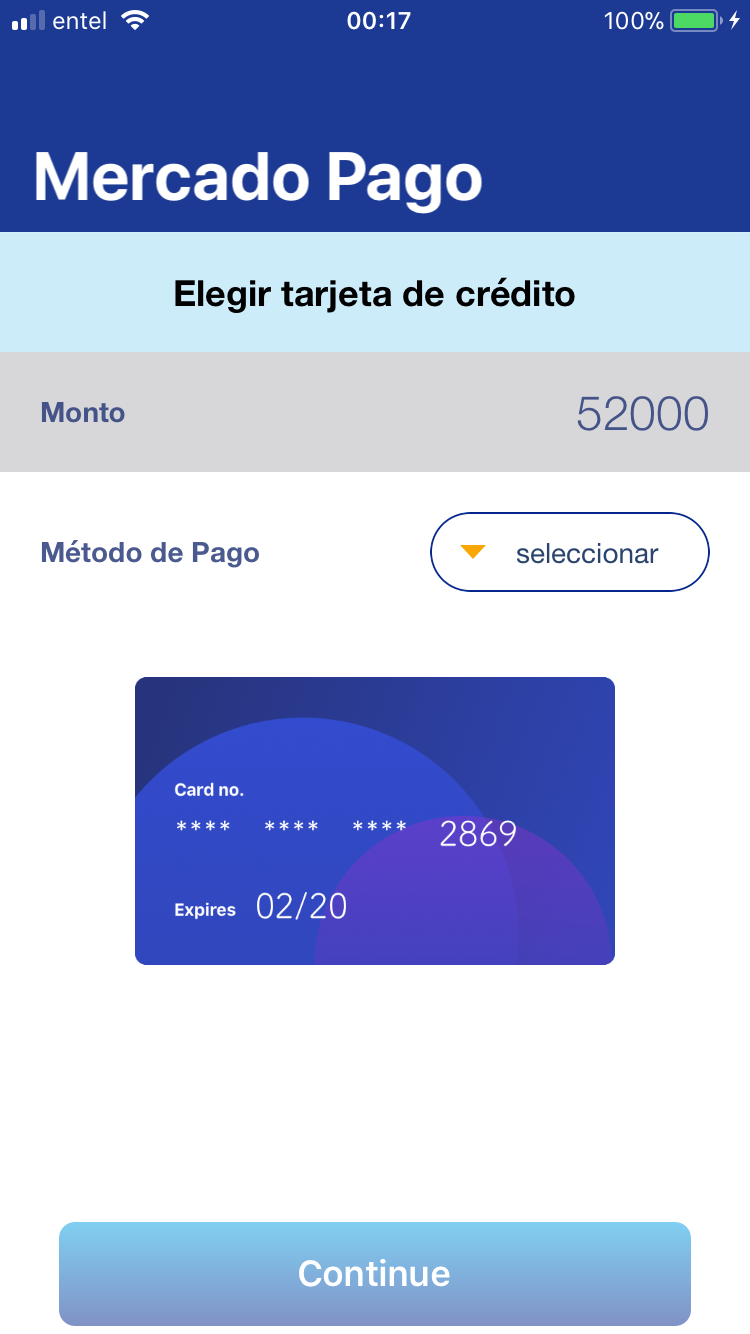 entel 00:17 100%
Mercado Pago
Elegir tarjeta de crédito
Monto 52000
Método de Pago seleccionar
Card no.
**** **** **** 2869
Expires 02/20
Continue